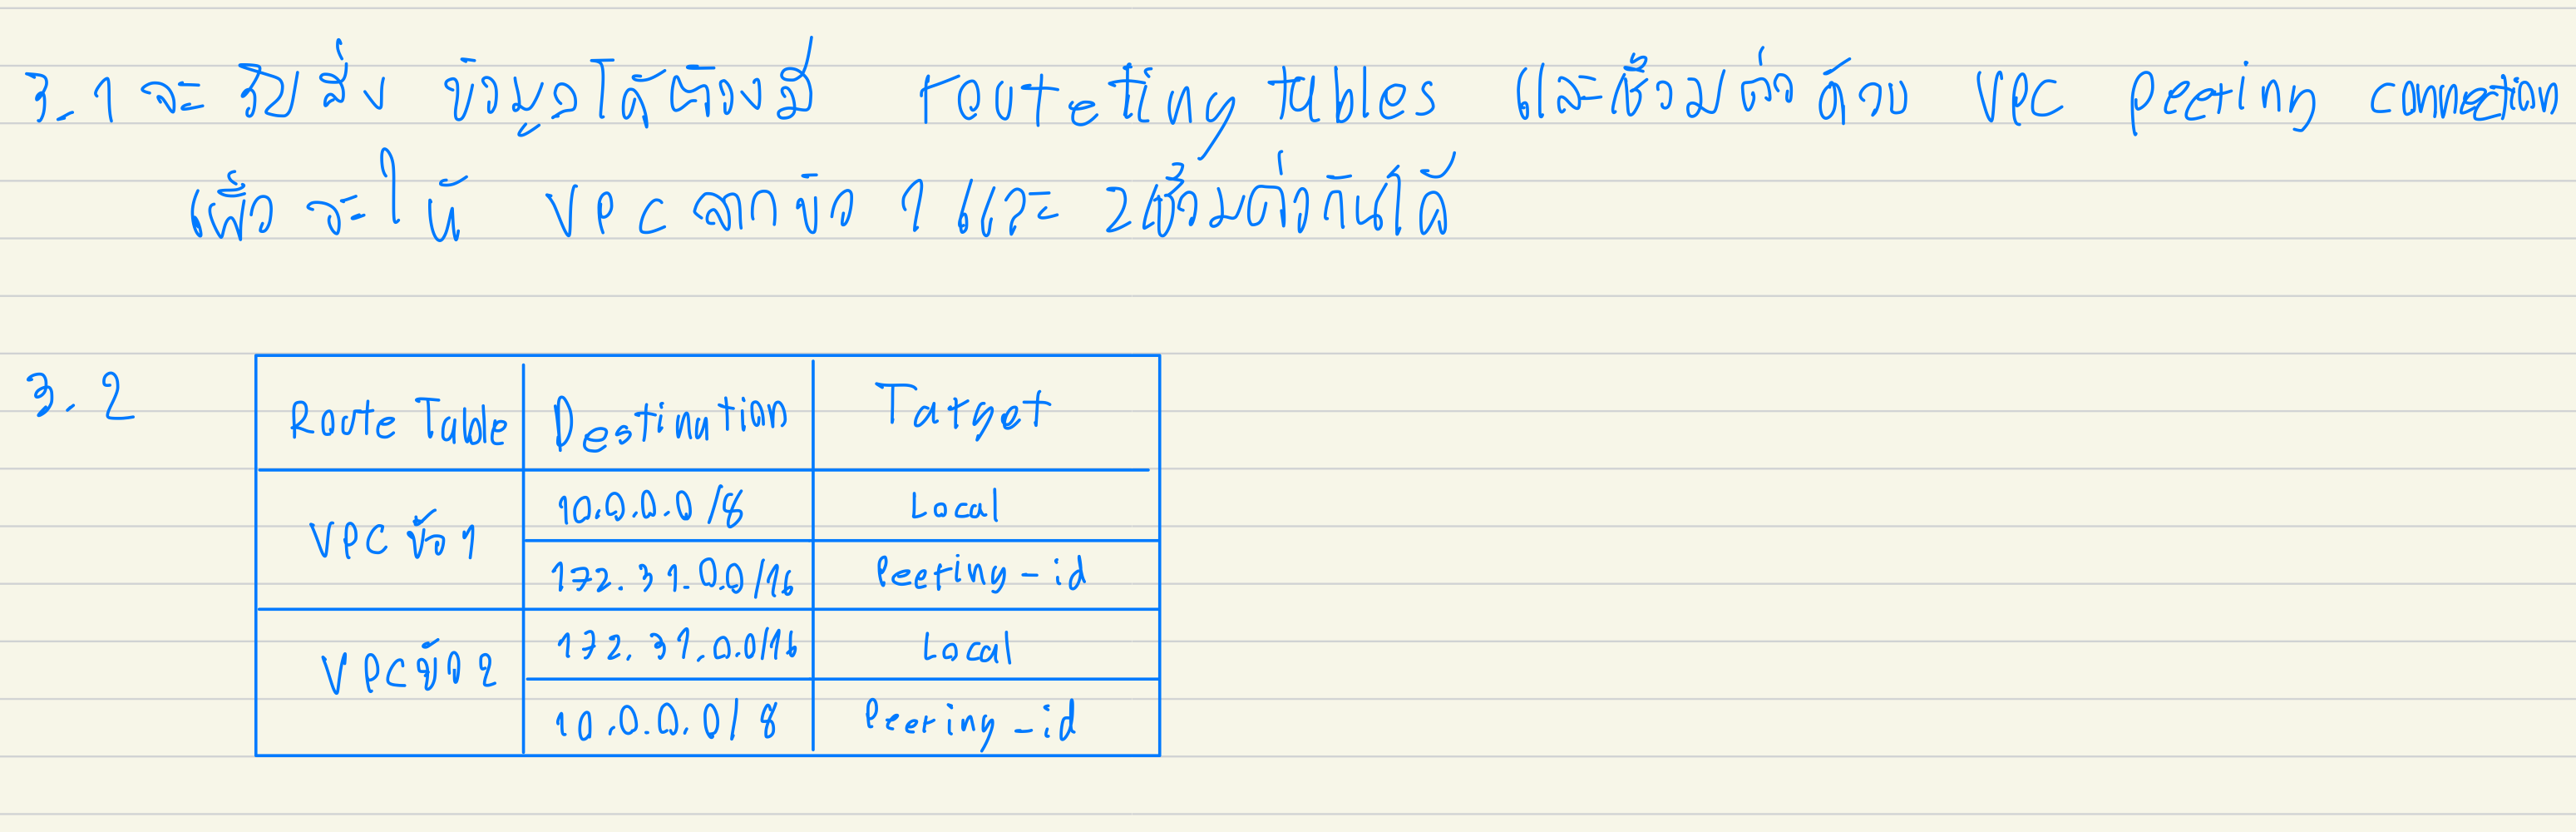 3.1 จะ รับ ส่ง ข้อมูลได้ต้องมี routeting tables และเชื่อมต่อด้วย VPC peering connection
เพื่อ จะให้ VPC จากข้อ 1 และ 2เชื่อมต่อกันได้
3.2
Route Table Destination Target
VPC ข้อ 1 10.0.0.0/8 Local
172.31.0.0/16 Peering-id
VPC ข้อ 2 172.31.0.0/16 Local
10.0.0.0/8 Peering-id